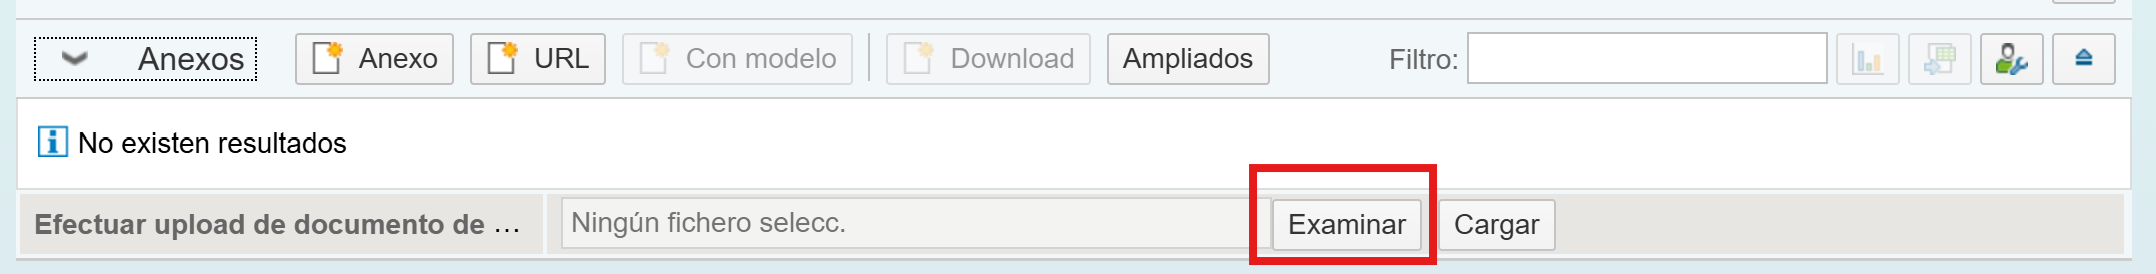 Anexos Anexo URL Con modelo Download Ampliados Filtro:
No existen resultados
Efectuar upload de documento de ... Ningún fichero selecc. Examinar Cargar